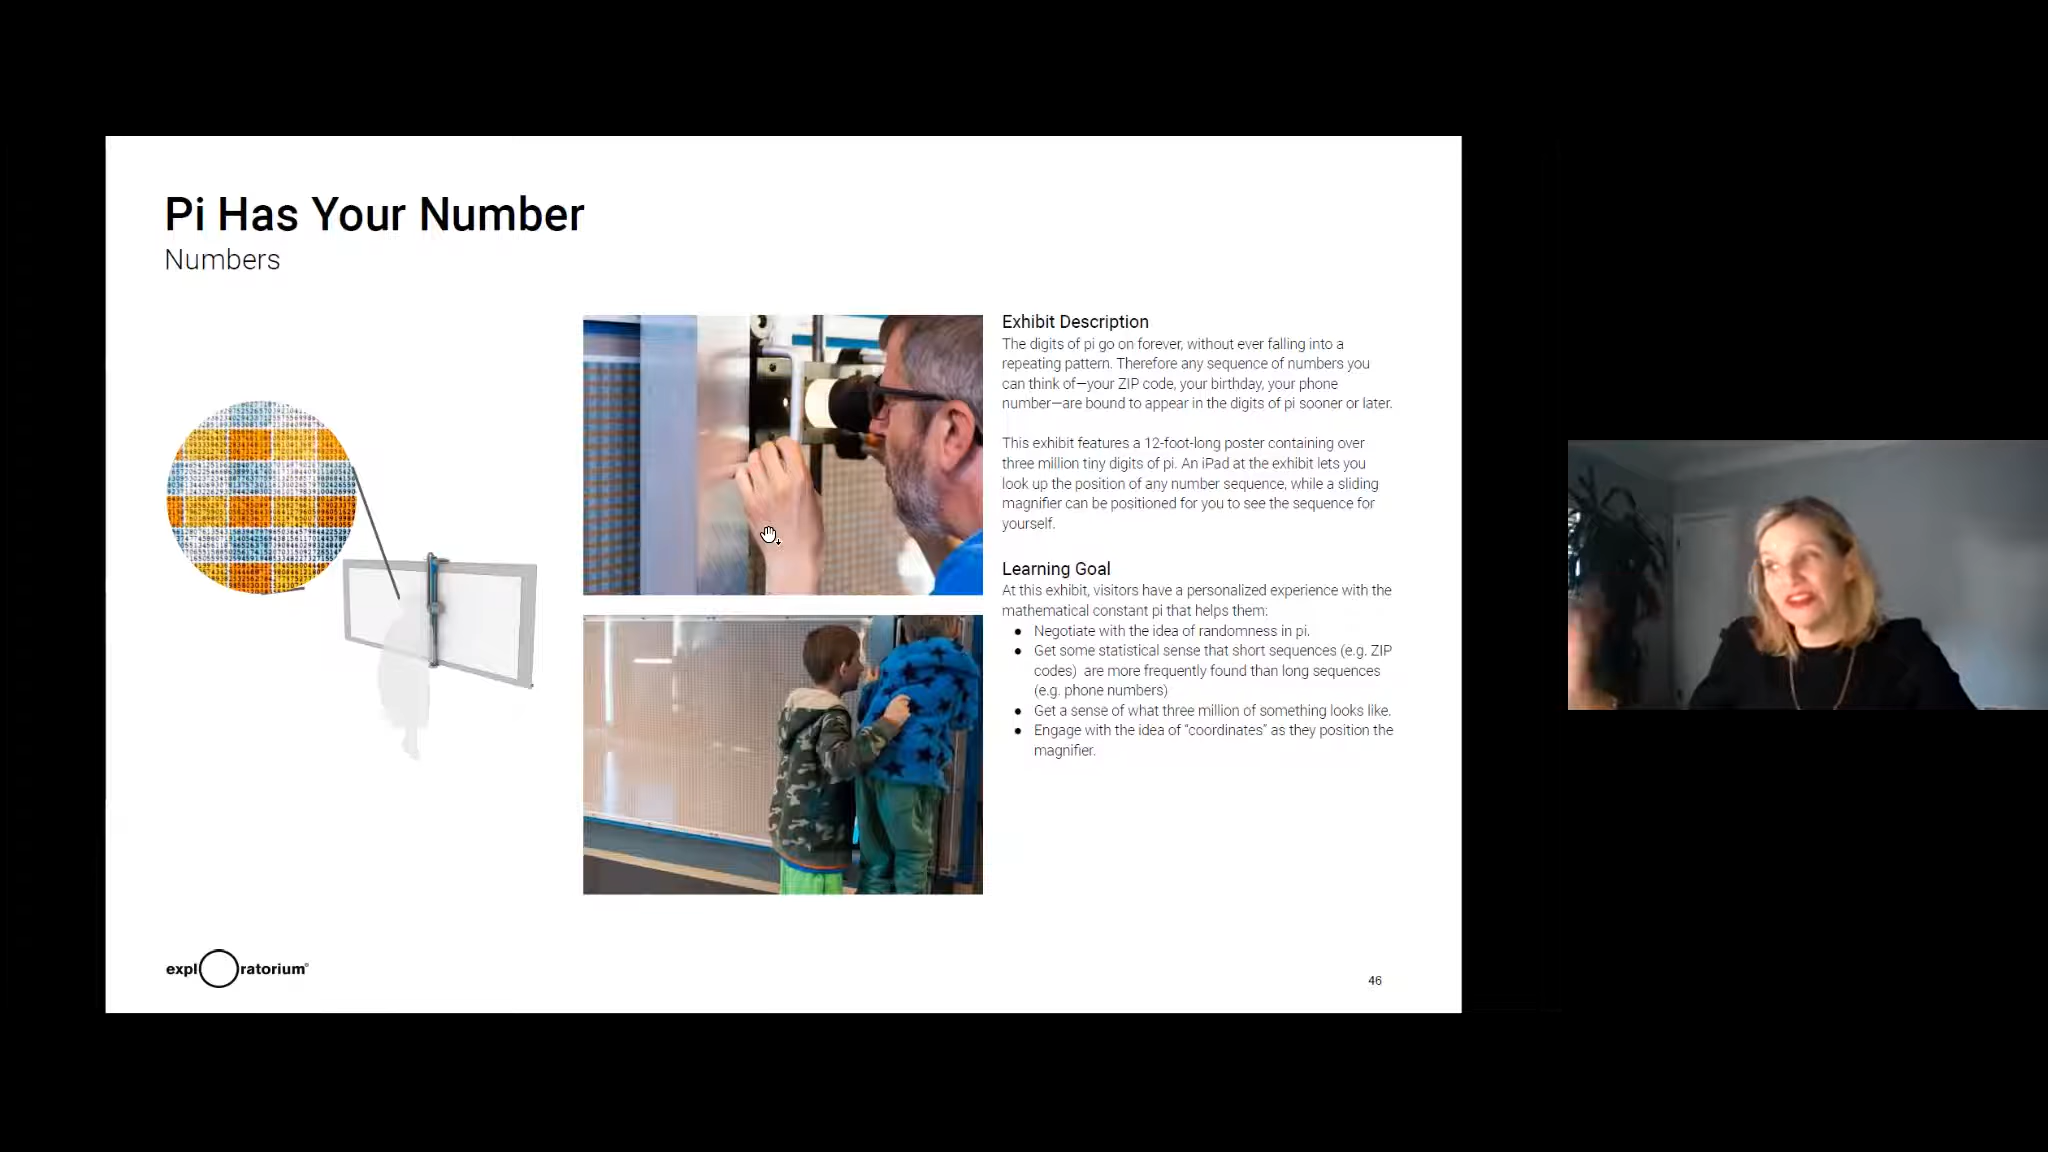 Pi Has Your Number
Numbers
Exhibit Description
The digits of pi go on forever, without ever falling into a
repeating pattern. Therefore any sequence of numbers you
can think of—your ZIP code, your birthday, your phone
number—are bound to appear in the digits of pi sooner or later.
This exhibit features a 12-foot-long poster containing over
three million tiny digits of pi. An iPad at the exhibit lets you
look up the position of any number sequence, while a sliding
magnifier can be positioned for you to see the sequence for
yourself.
Learning Goal
At this exhibit, visitors have a personalized experience with the
mathematical constant pi that helps them:
● Negotiate with the idea of randomness in pi.
● Get some statistical sense that short sequences (e.g. ZIP
codes) are more frequently found than long sequences
(e.g. phone numbers)
● Get a sense of what three million of something looks like.
● Engage with the idea of “coordinates” as they position the
magnifier.
explOratorium®
46